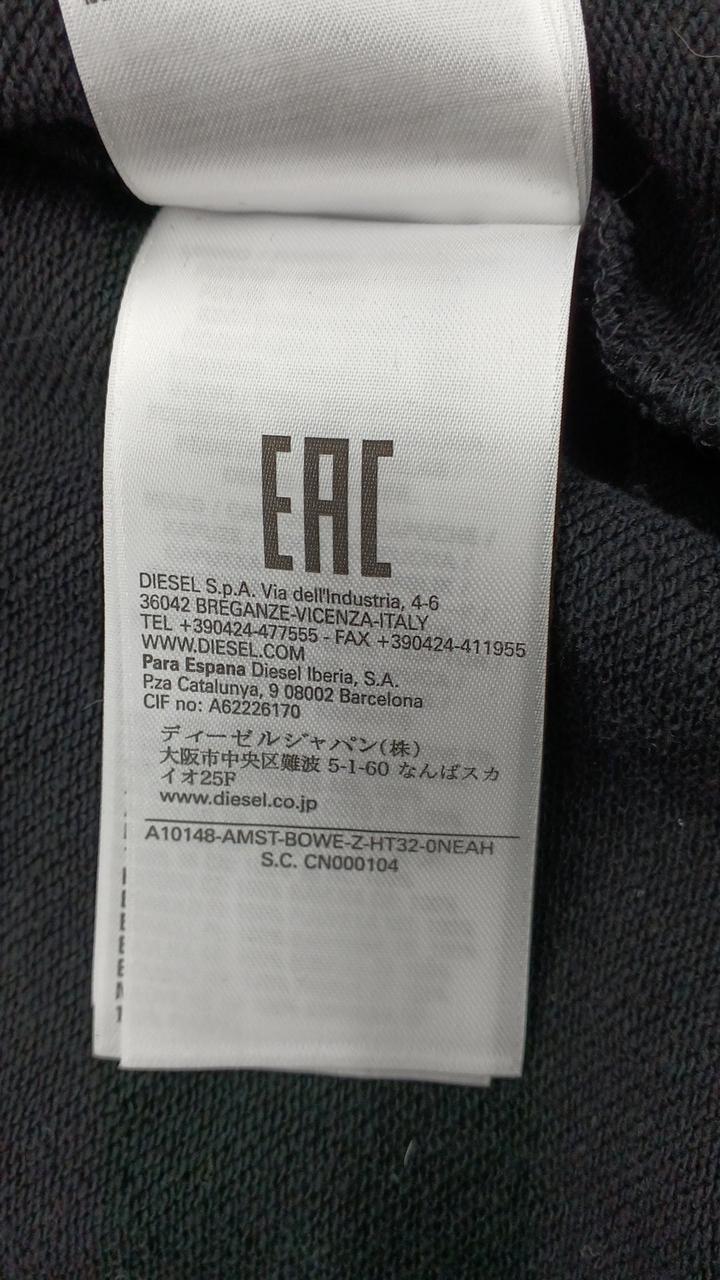 EAC
DIESEL S.p.A. Via dell'Industria, 4-6
36042 BREGANZE-VICENZA-ITALY
TEL +390424-477555 - FAX +390424-411955
WWW.DIESEL.COM
Para Espana Diesel Iberia, S.A.
P.za Catalunya, 9 08002 Barcelona
CIF no: A62226170
ディーゼルジャパン(株)
大阪市中央区難波 5-1-60 なんばスカ
イオ25F
www.diesel.co.jp
A10148-AMST-BOWE-Z-HT32-0NEAH
S.C. CN000104